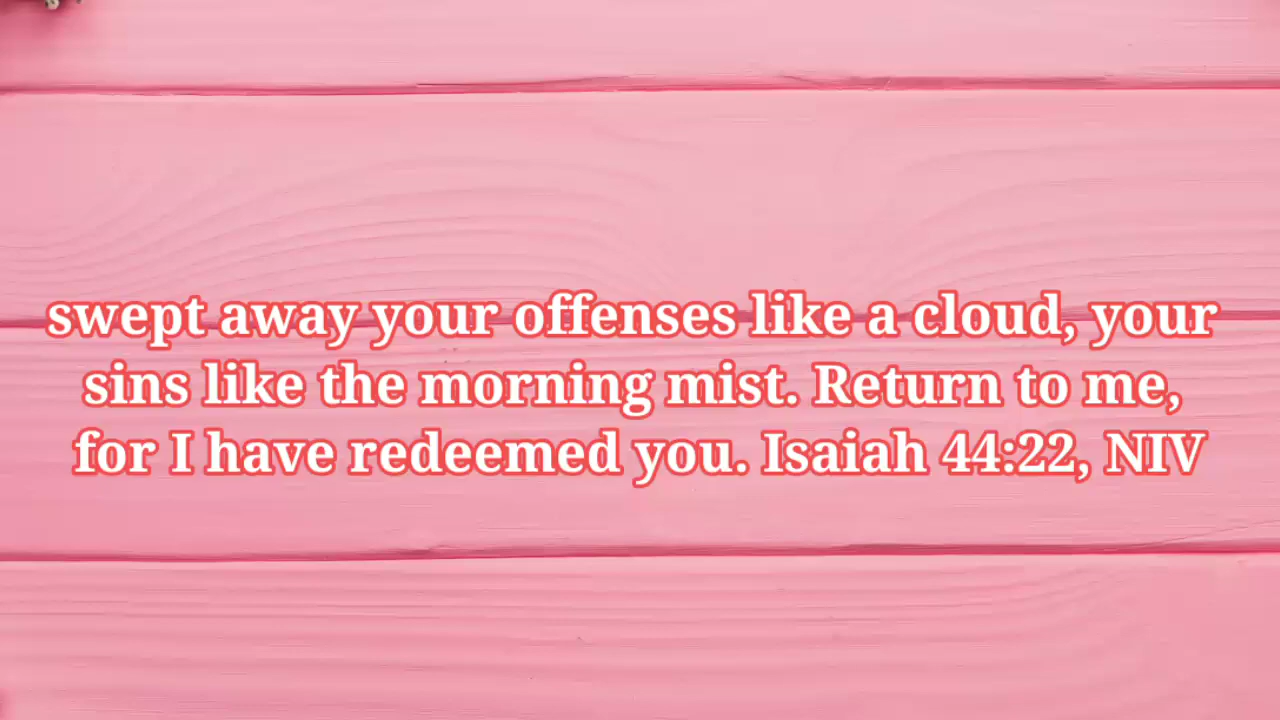 swept away your offenses like a cloud, your
sins like the morning mist. Return to me,
for I have redeemed you. Isaiah 44:22, NIV